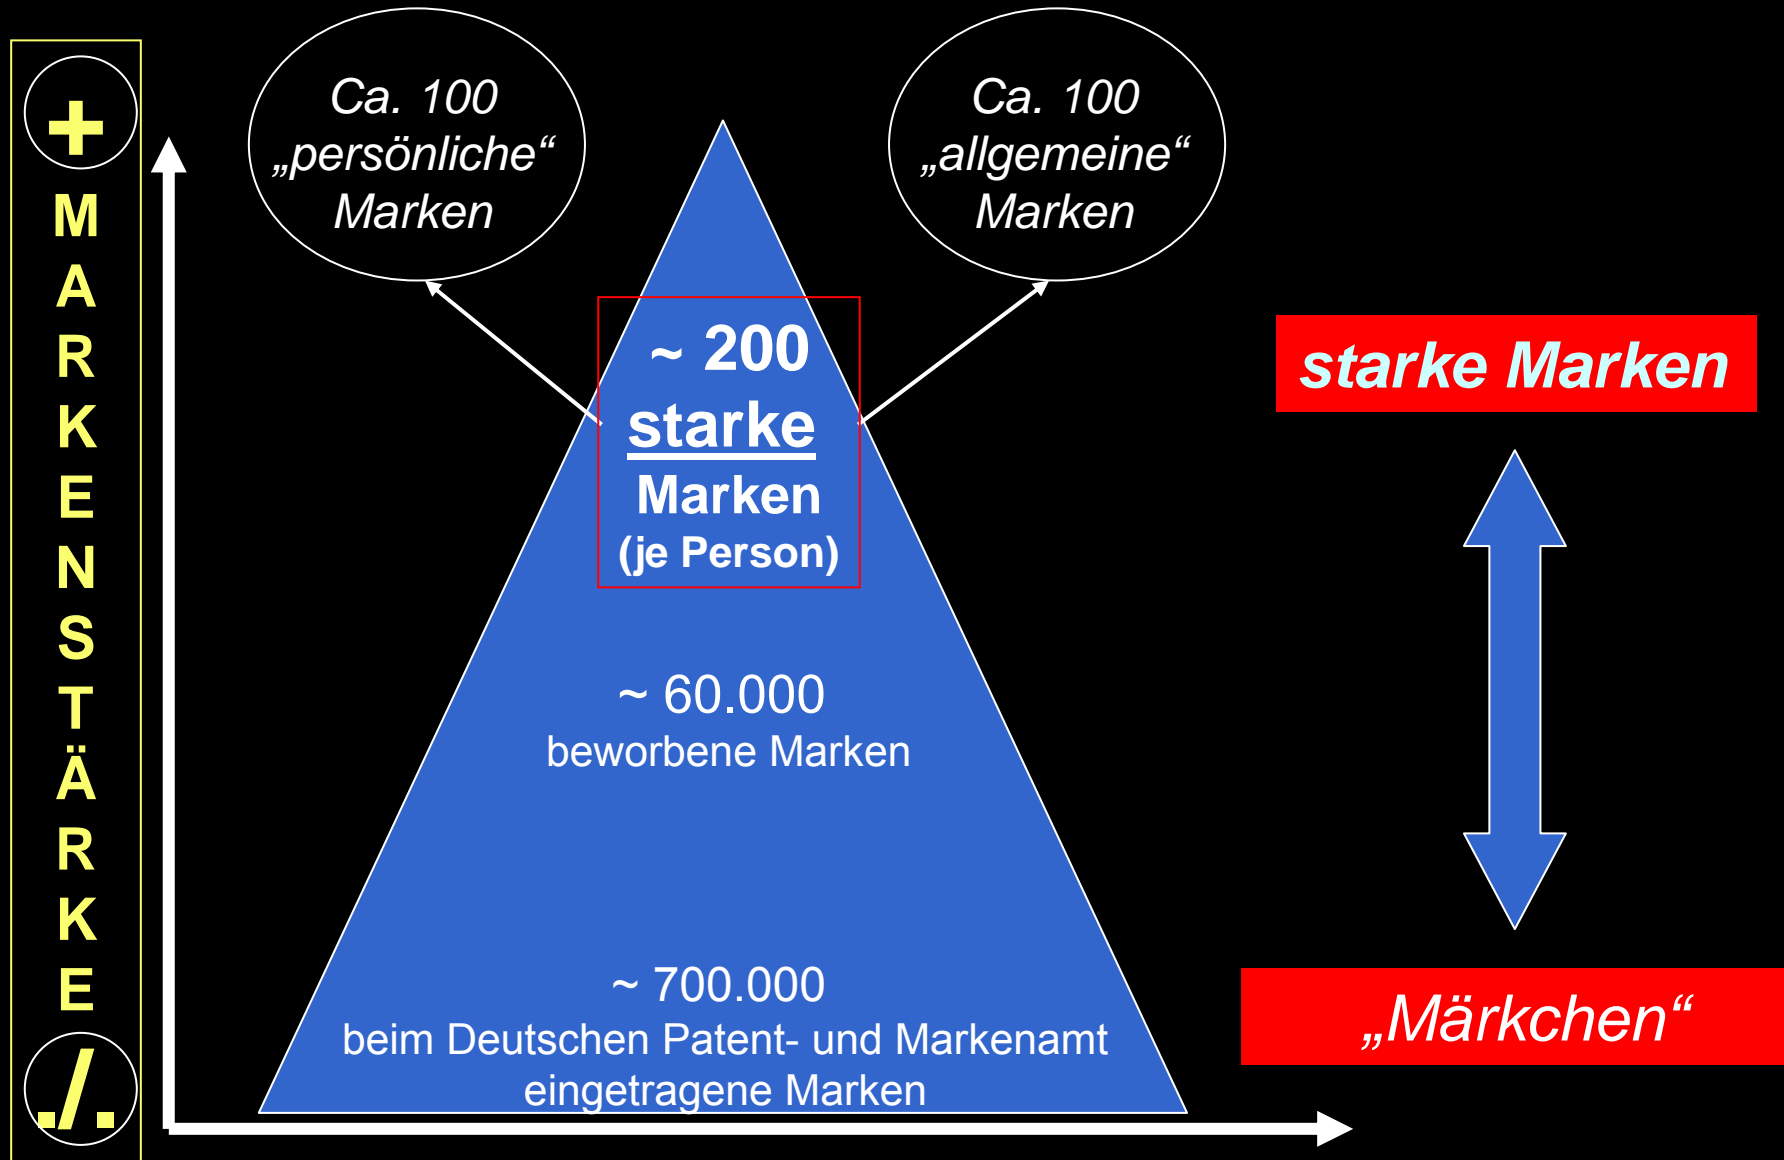 +
M
A
R
K
E
N
S
T
Ä
R
K
E
./.
Ca. 100
„persönliche“
Marken
Ca. 100
„allgemeine“
Marken
~ 200
starke
Marken
(je Person)
~ 60.000
beworbene Marken
~ 700.000
beim Deutschen Patent- und Markenamt
eingetragene Marken
starke Marken
„Märkchen“